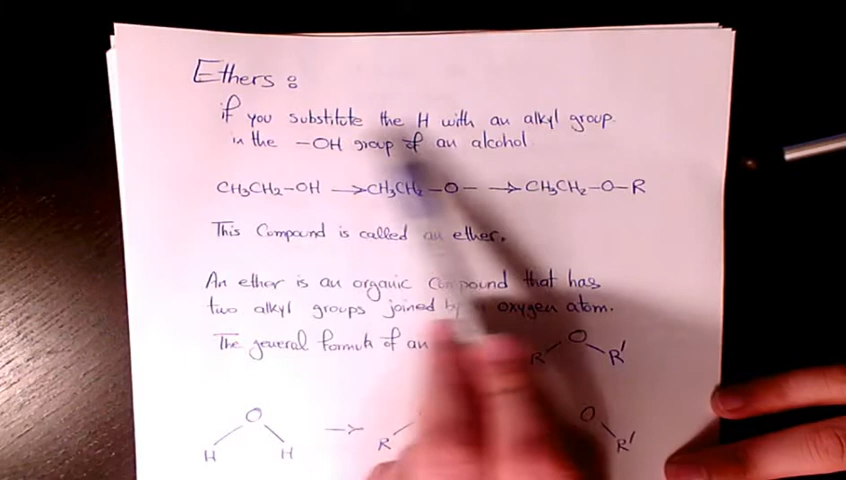 Ethers :
if you substitute the H with an alkyl group.
in the -OH group of an alcohol
CH₃CH₂-OH → CH₃CH₂-O- → CH₃CH₂-O-R
This Compound is called an ether.
An ether is an organic compound that has
two alkyl groups joined by oxygen atom.
The general formula of an
R O R'
H O H → R O R'